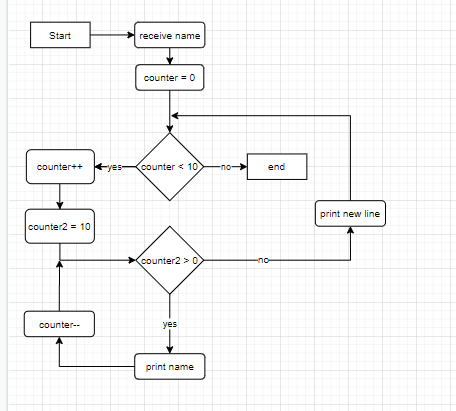 Start
receive name
counter = 0
counter < 10
yes
no
end
counter++
counter2 = 10
print new line
counter2 > 0
no
yes
counter--
print name